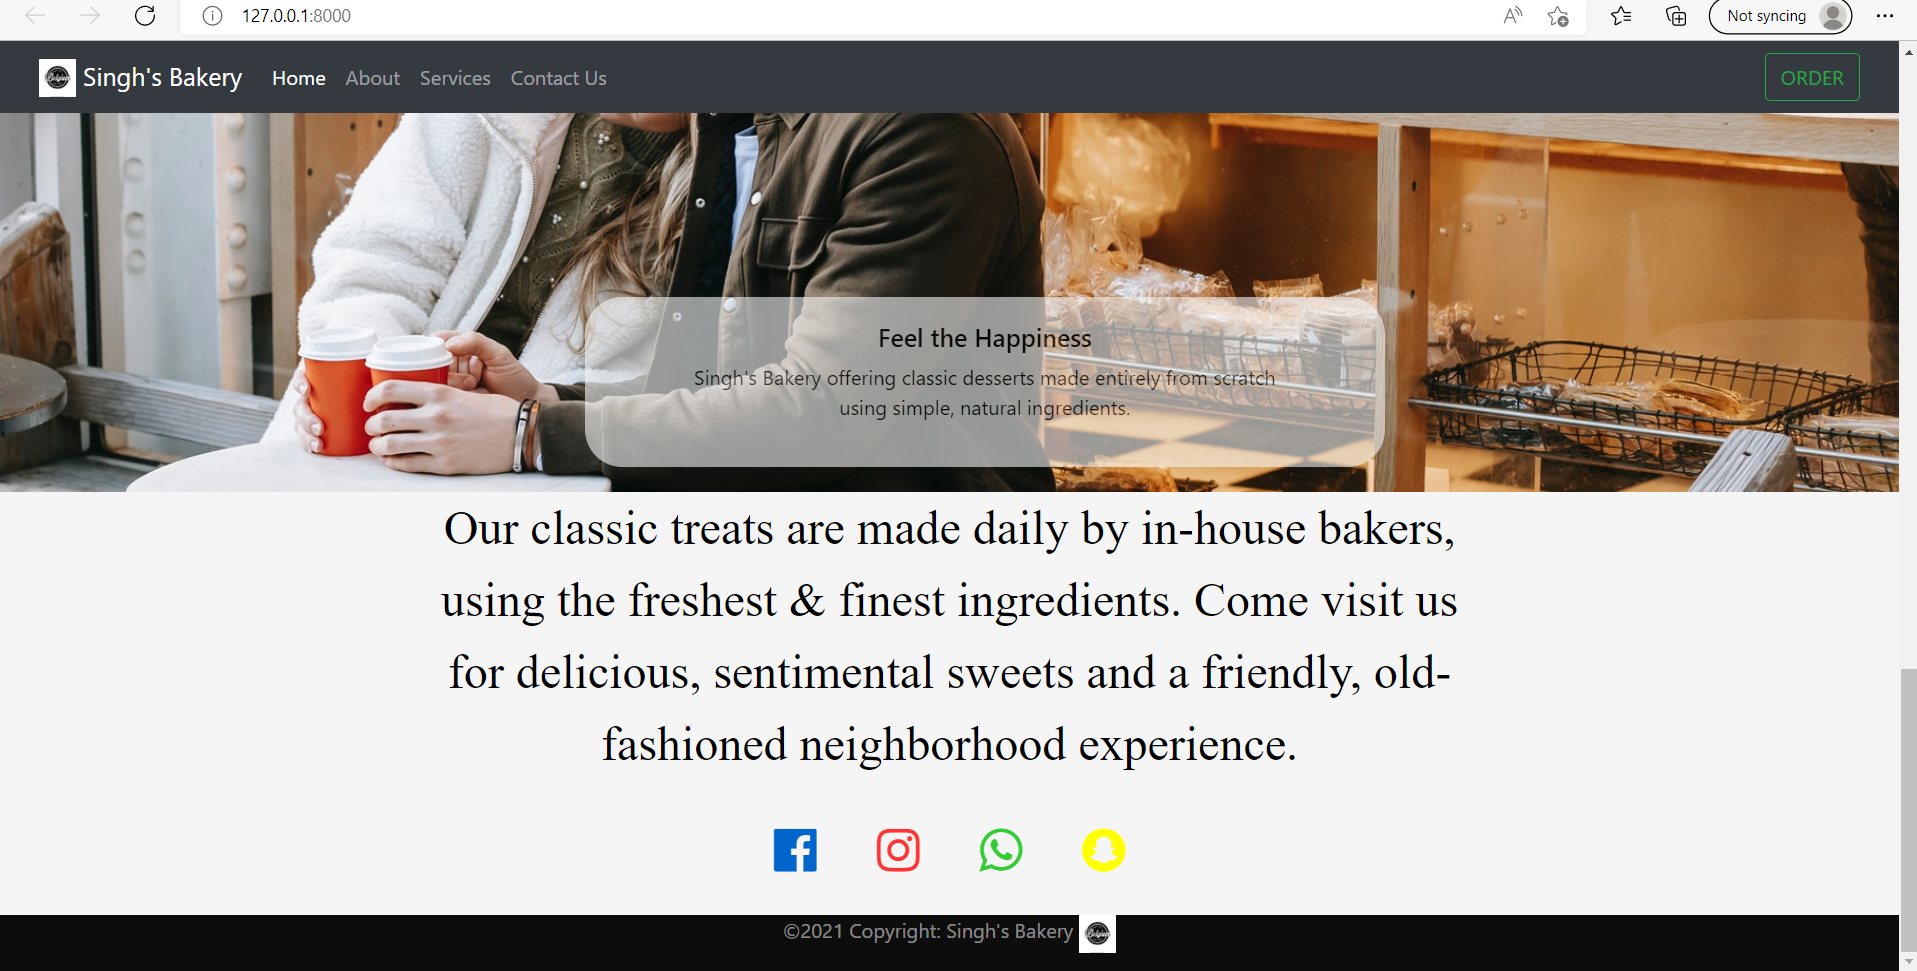 127.0.0.1:8000
Not syncing
Singh's Bakery Home About Services Contact Us ORDER
Feel the Happiness
Singh's Bakery offering classic desserts made entirely from scratch
using simple, natural ingredients.
Our classic treats are made daily by in-house bakers,
using the freshest & finest ingredients. Come visit us
for delicious, sentimental sweets and a friendly, old-
fashioned neighborhood experience.
©2021 Copyright: Singh's Bakery